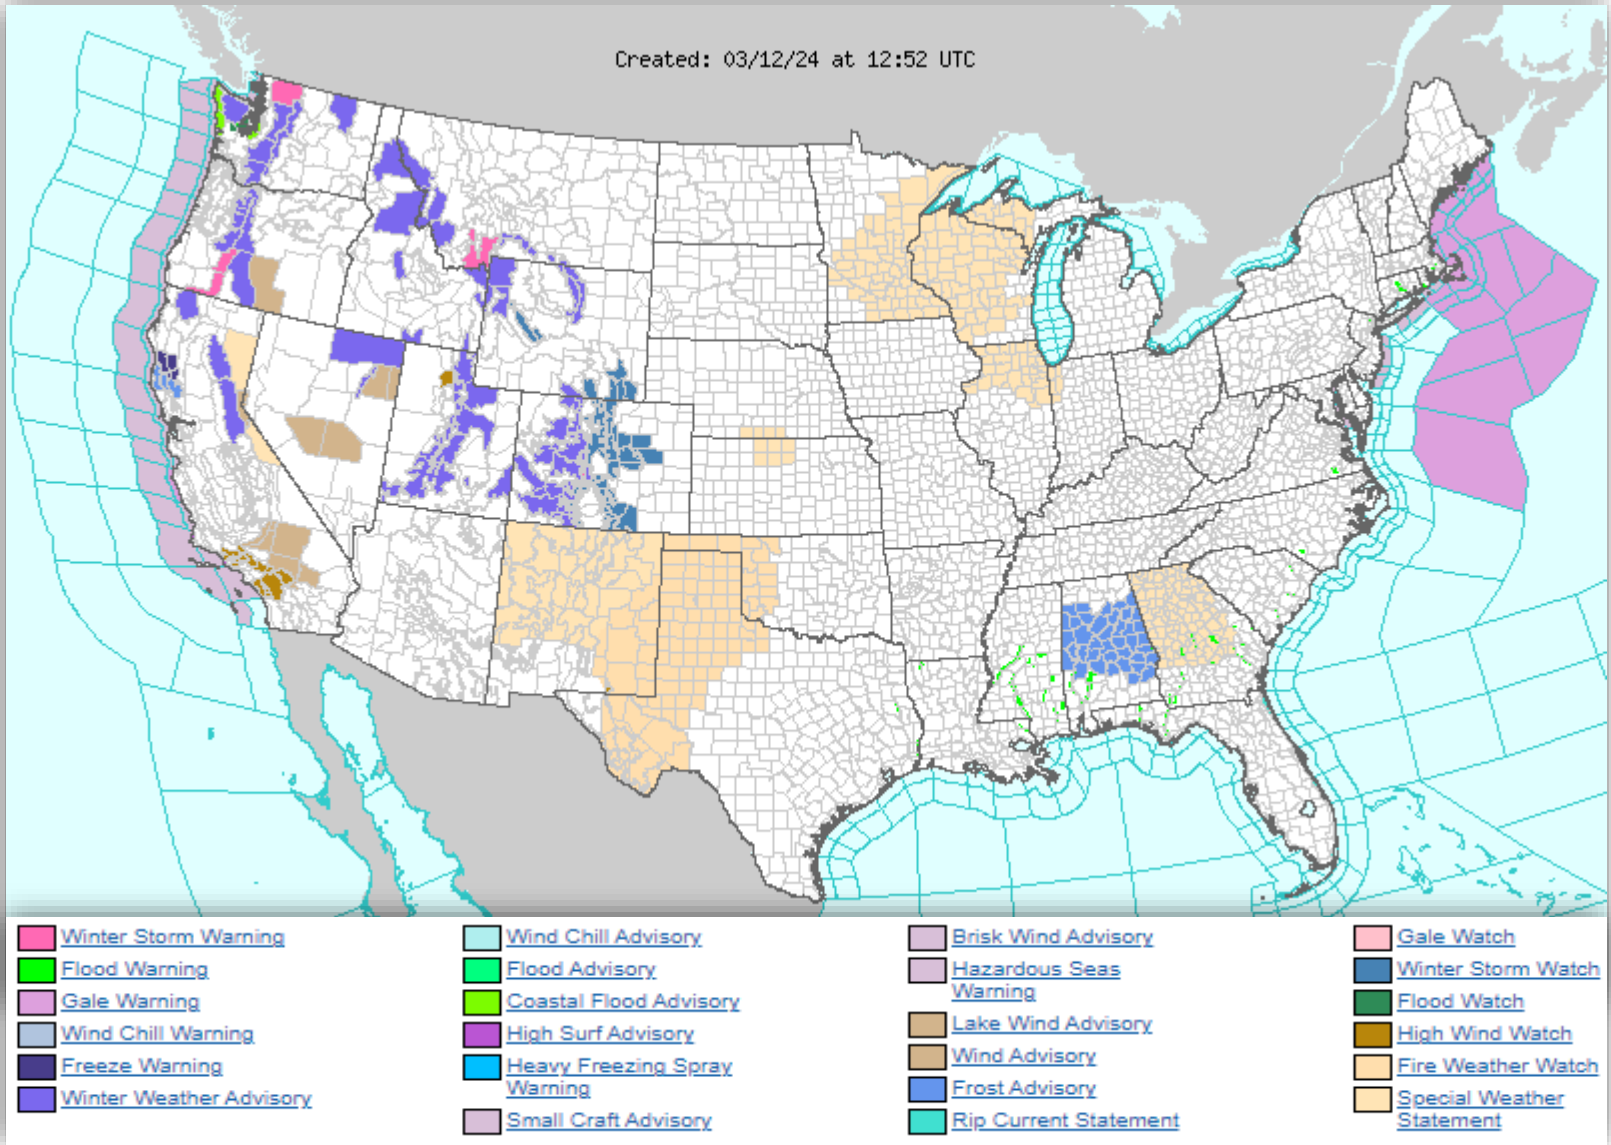 Created: 03/12/24 at 12:52 UTC
Winter Storm Warning
Flood Warning
Gale Warning
Wind Chill Warning
Freeze Warning
Winter Weather Advisory
Wind Chill Advisory
Flood Advisory
Coastal Flood Advisory
High Surf Advisory
Heavy Freezing Spray
Warning
Small Craft Advisory
Brisk Wind Advisory
Hazardous Seas
Warning
Lake Wind Advisory
Wind Advisory
Frost Advisory
Rip Current Statement
Gale Watch
Winter Storm Watch
Flood Watch
High Wind Watch
Fire Weather Watch
Special Weather
Statement